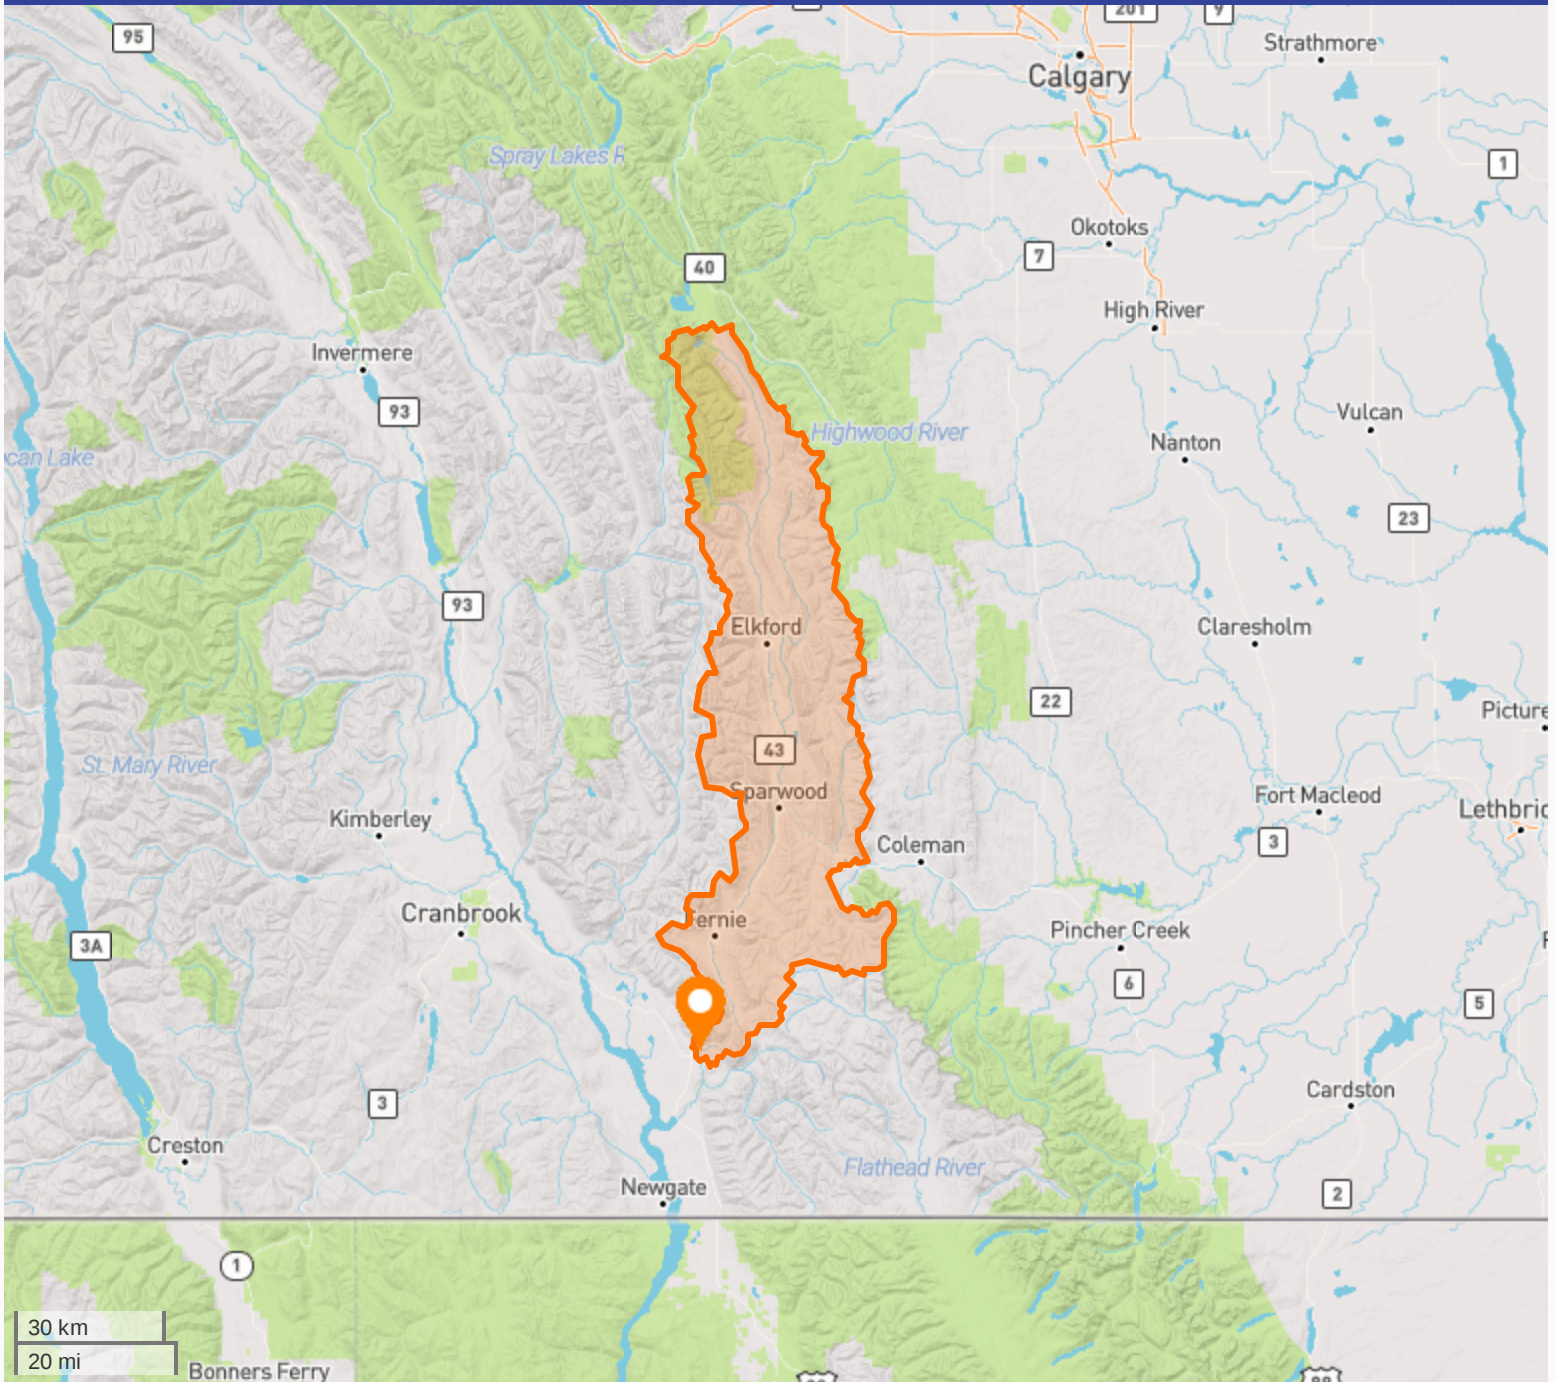 95
201
9
Strathmore
Calgary
Spray Lakes R
1
Okotoks
7
40
High River
Invermere
93
Vulcan
Highwood River
Nanton
can Lake
23
93
Elkford
Claresholm
22
Picture
43
St. Mary River
Sparwood
Fort Macleod
Kimberley
Lethbric
3
Coleman
Cranbrook
Fernie
Pincher Creek
3A
6
5
Cardston
3
Creston
Flathead River
Newgate
2
1
30 km
20 mi
Bonners Ferry